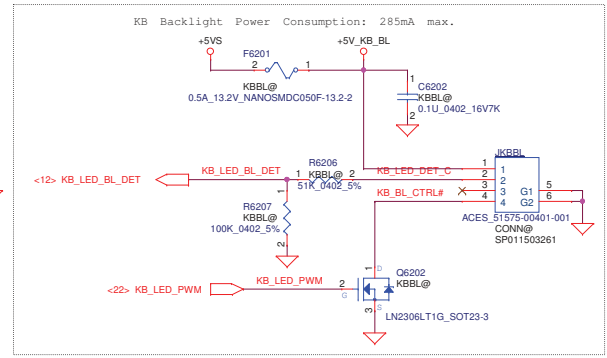 KB Backlight Power Consumption: 285mA max.
+5VS
+5V_KB_BL
F6201
2
1
KBBL@
0.5A_13.2V_NANOSMDC050F-13.2-2
1
C6202
KBBL@
0.1U_0402_16V7K
2
JKBBL
<12> KB_LED_BL_DET
KB_LED_BL_DET
1
R6206
2
KBBL@
51K_0402_5%
KB_LED_DET_C
KB_BL_CTRL#
1 1
2 2
3 3
4 4
G1 5
G2 6
ACES_51575-00401-001
CONN@
SP011503261
1
R6207
KBBL@
100K_0402_5%
2
<22> KB_LED_PWM
KB_LED_PWM
2
G
1
D
3
S
Q6202
KBBL@
LN2306LT1G_SOT23-3